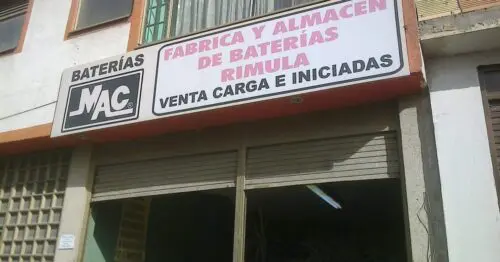 BATERÍAS
MAC
FABRICA Y ALMACEN
DE BATERÍAS
RIMULA
VENTA CARGA E INICIADAS